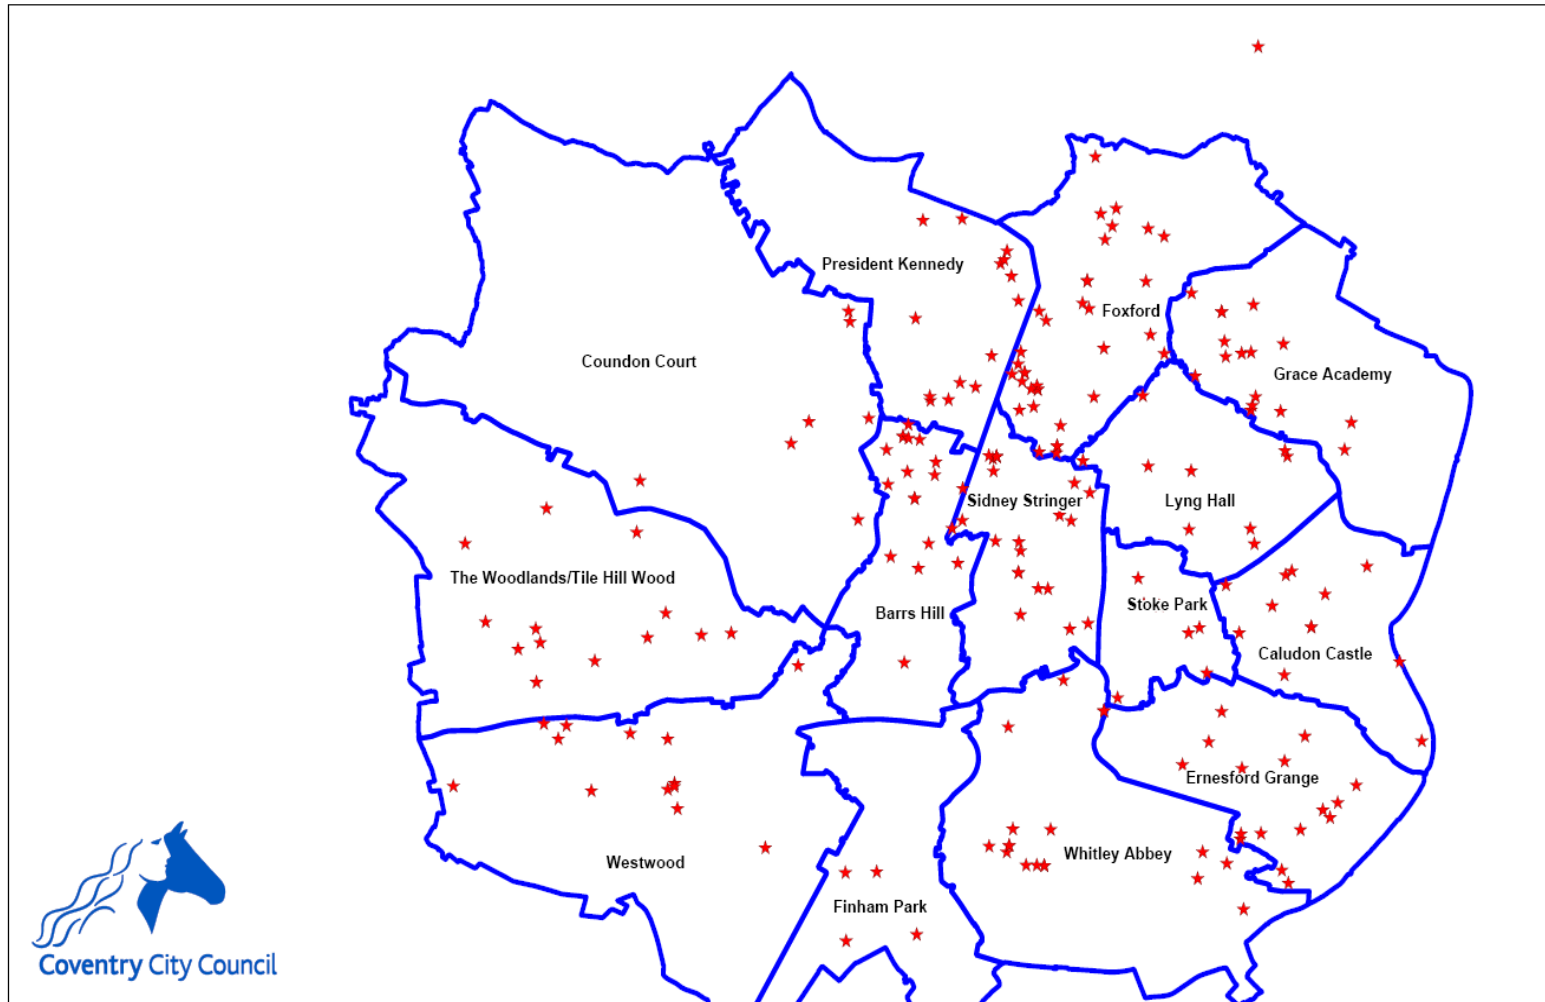 President Kennedy
Foxford
Coundon Court
Grace Academy
Sidney Stringer
Lyng Hall
The Woodlands/Tile Hill Wood
Stoke Park
Barrs Hill
Caludon Castle
Ernesford Grange
Whitley Abbey
Westwood
Finham Park
Coventry City Council